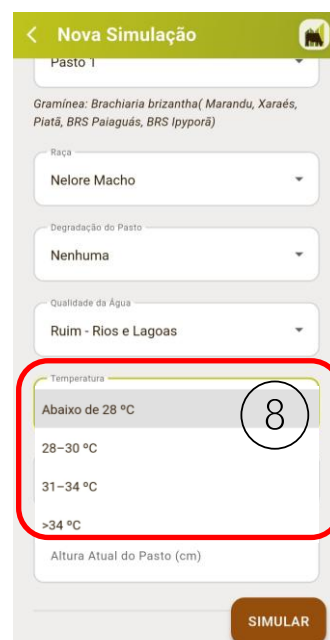 Nova Simulação
Pasto 1
Gramínea: Brachiaria brizantha( Marandu, Xaraés,
Piatã, BRS Paiaguás, BRS Ipyporã)
Raça
Nelore Macho
Degradação do Pasto
Nenhuma
Qualidade da Água
Ruim - Rios e Lagoas
Temperatura
Abaixo de 28 ºC
8
28–30 ºC
31–34 ºC
>34 ºC
Altura Atual do Pasto (cm)
SIMULAR